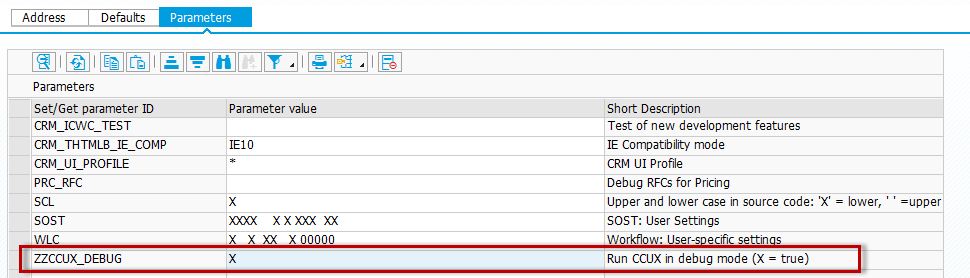 Address Defaults Parameters
Parameters
Set/Get parameter ID Parameter value Short Description
CRM_ICWC_TEST Test of new development features
CRM_THTMLB_IE_COMP IE10 IE Compatibility mode
CRM_UI_PROFILE * CRM UI Profile
PRC_RFC Debug RFCs for Pricing
SCL X Upper and lower case in source code: 'X' = lower, ' ' =upper
SOST XXXX X X XXX XX SOST: User Settings
WLC X X XX X 00000 Workflow: User-specific settings
ZZCCUX_DEBUG X Run CCUX in debug mode (X = true)